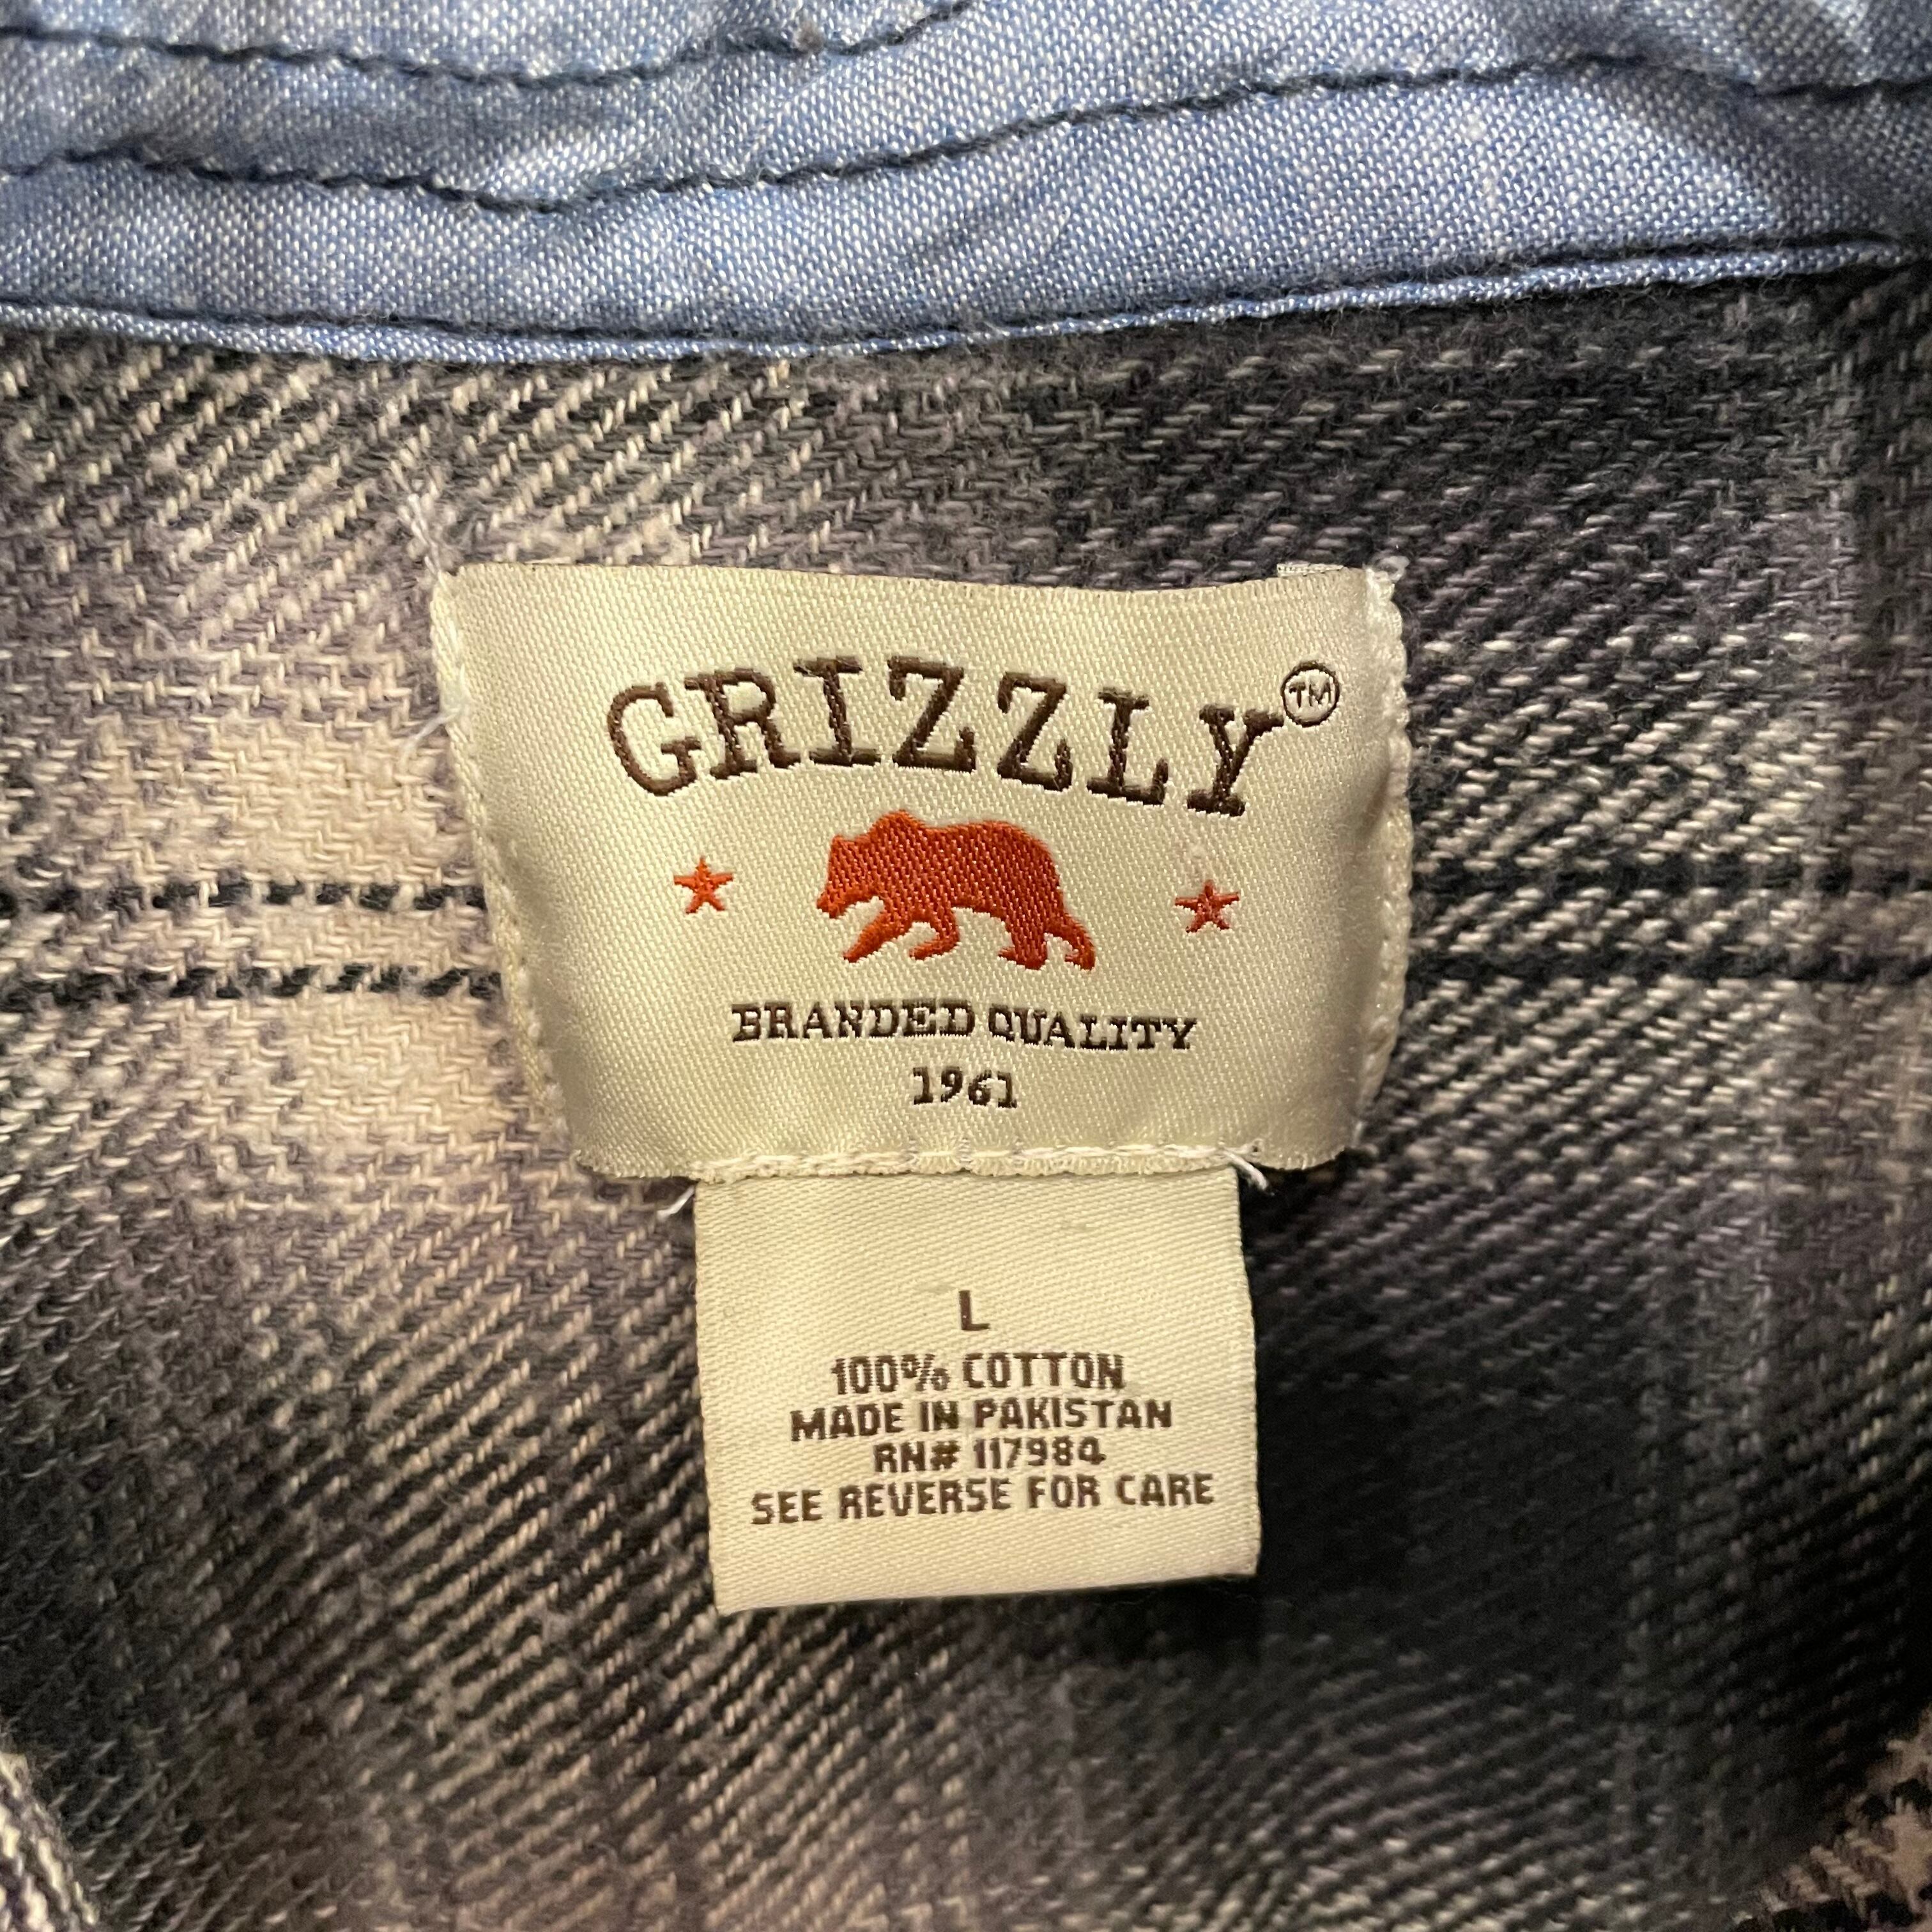 GRIZZLY™
BRANDED QUALITY
1961
L
100% COTTON
MADE IN PAKISTAN
RN# 117984
SEE REVERSE FOR CARE